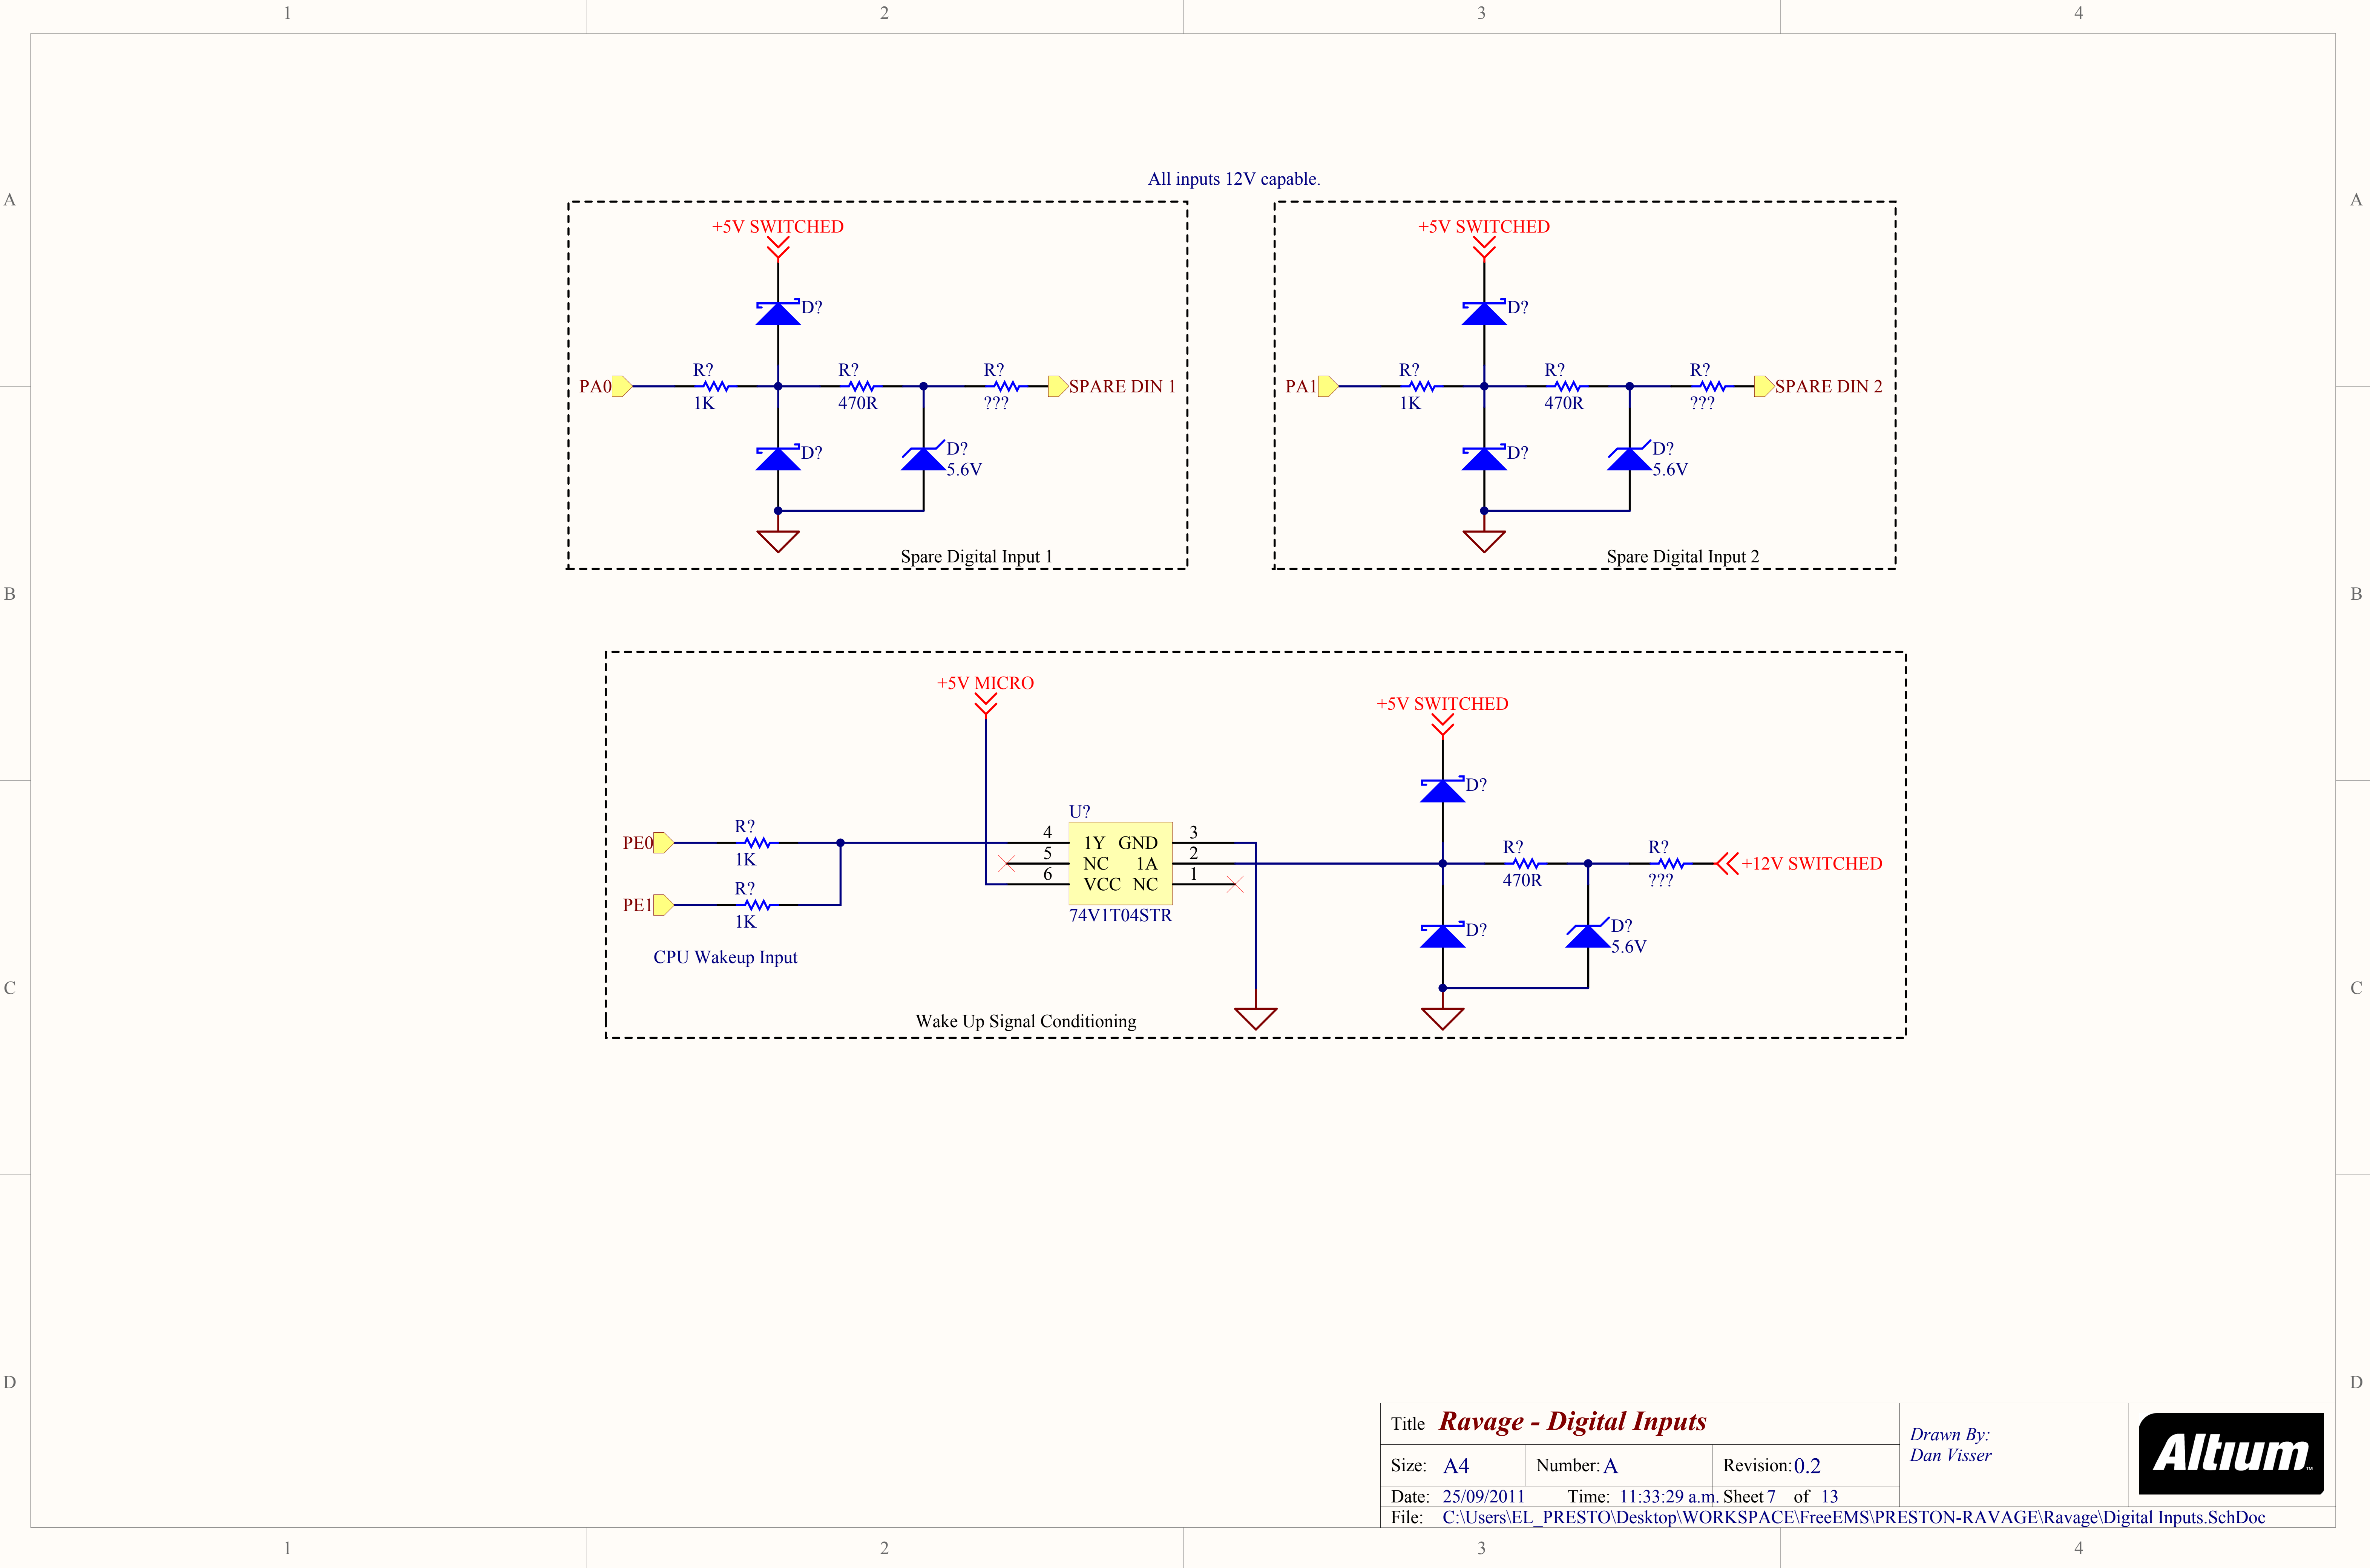 1 2 3 4
A A
B B
C C
D D
All inputs 12V capable.
+5V SWITCHED
D?
PA0
R?
1K
R?
470R
R?
???
SPARE DIN 1
D?
D?
5.6V
Spare Digital Input 1
+5V SWITCHED
D?
PA1
R?
1K
R?
470R
R?
???
SPARE DIN 2
D?
D?
5.6V
Spare Digital Input 2
+5V MICRO
+5V SWITCHED
D?
U?
PE0
R?
1K
PE1
R?
1K
4 1Y GND 3
5 NC 1A 2
6 VCC NC 1
74V1T04STR
R?
470R
R?
???
+12V SWITCHED
D?
D?
5.6V
CPU Wakeup Input
Wake Up Signal Conditioning
Title Ravage - Digital Inputs
Size: A4 Number: A Revision: 0.2
Date: 25/09/2011 Time: 11:33:29 a.m. Sheet 7 of 13
File: C:\Users\EL_PRESTO\Desktop\WORKSPACE\FreeEMS\PRESTON-RAVAGE\Ravage\Digital Inputs.SchDoc
Drawn By:
Dan Visser
Altium™
1 2 3 4